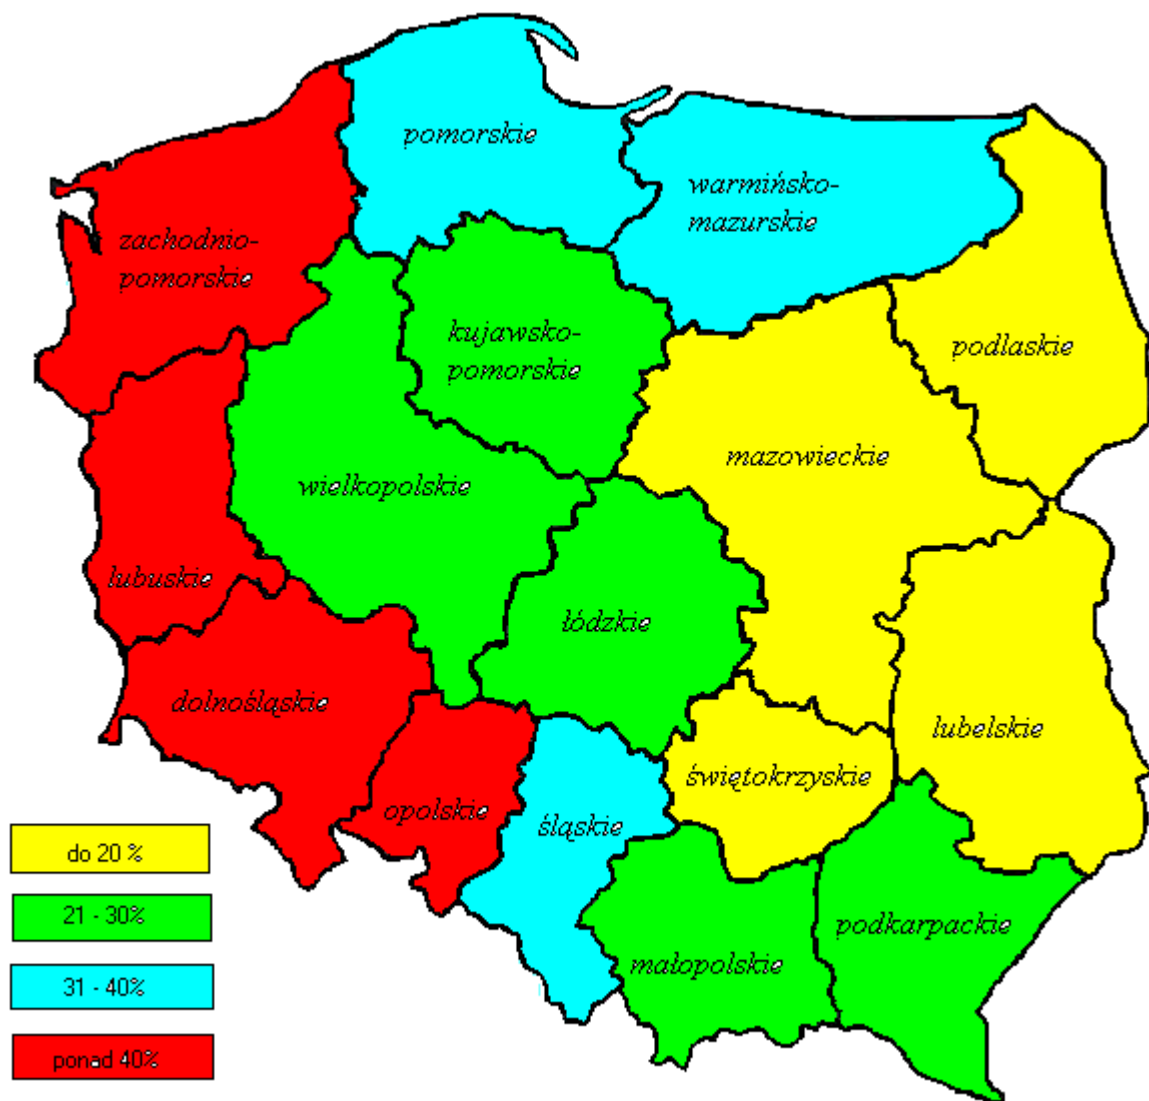 pomorskie
warmińsko-
mazurskie
zachodnio-
pomorskie
kujawsko-
pomorskie
podlaskie
mazowieckie
wielkopolskie
lubuskie
łódzkie
dolnośląskie
lubelskie
świętokrzyskie
opolskie
śląskie
podkarpackie
małopolskie
do 20 %
21 - 30%
31 - 40%
ponad 40%